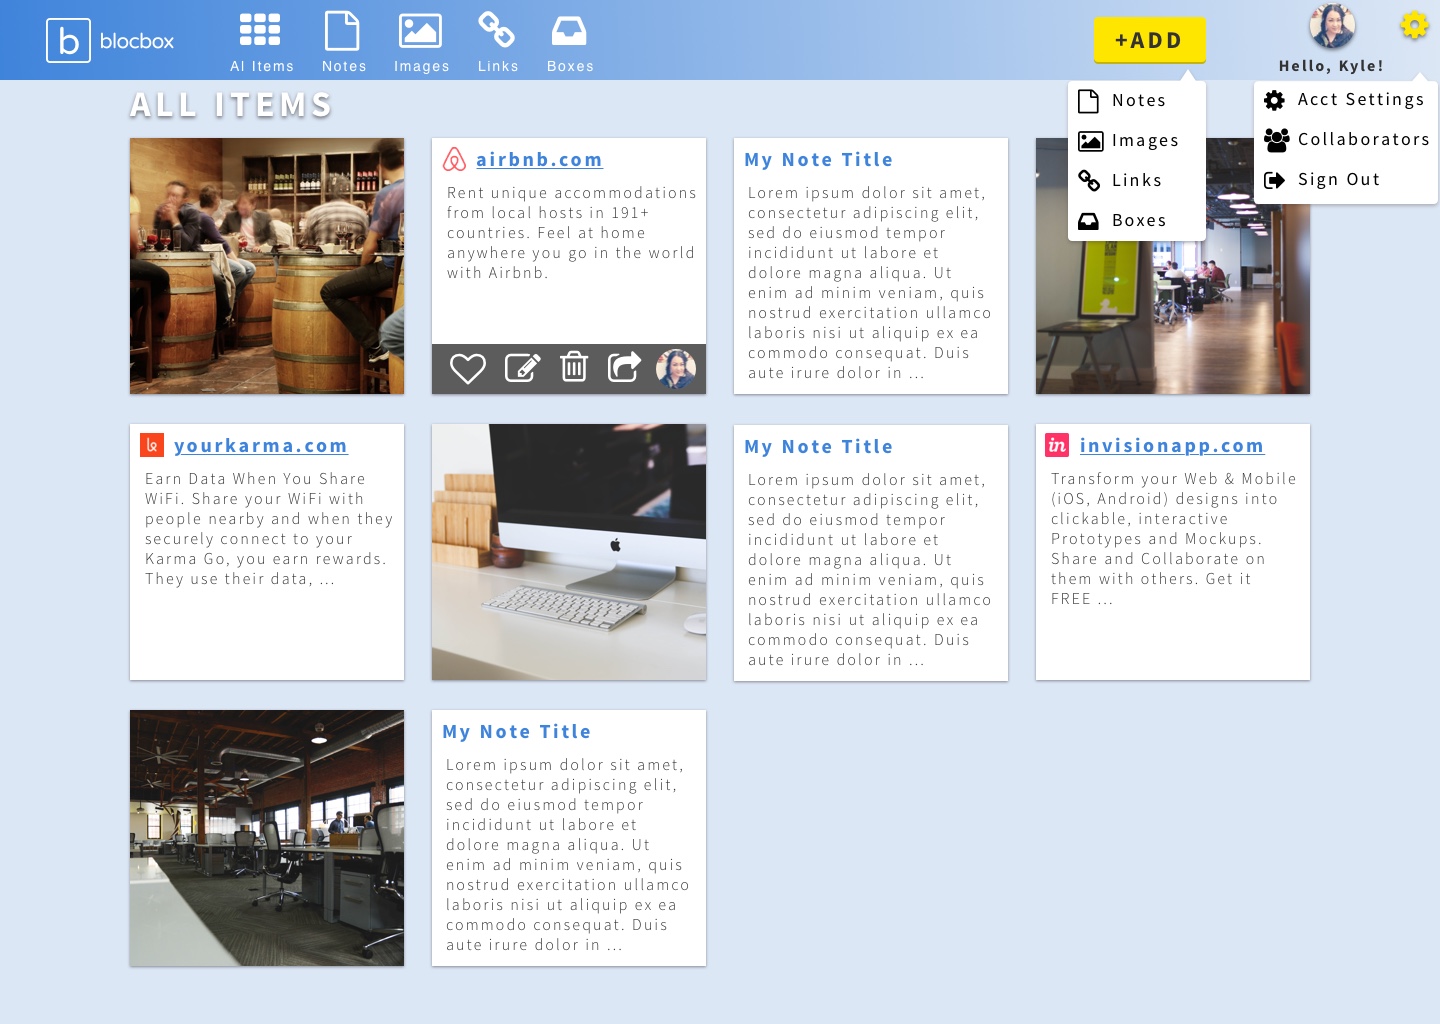 b blocbox
Al Items
Notes
Images
Links
Boxes
+ADD
Hello, Kyle!
Notes
Images
Links
Boxes
Acct Settings
Collaborators
Sign Out
ALL ITEMS
airbnb.com
Rent unique accommodations
from local hosts in 191+
countries. Feel at home
anywhere you go in the world
with Airbnb.
My Note Title
Lorem ipsum dolor sit amet,
consectetur adipiscing elit,
sed do eiusmod tempor
incididunt ut labore et
dolore magna aliqua. Ut
enim ad minim veniam, quis
nostrud exercitation ullamco
laboris nisi ut aliquip ex ea
commodo consequat. Duis
aute irure dolor in ...
yourkarma.com
Earn Data When You Share
WiFi. Share your WiFi with
people nearby and when they
securely connect to your
Karma Go, you earn rewards.
They use their data, ...
My Note Title
Lorem ipsum dolor sit amet,
consectetur adipiscing elit,
sed do eiusmod tempor
incididunt ut labore et
dolore magna aliqua. Ut
enim ad minim veniam, quis
nostrud exercitation ullamco
laboris nisi ut aliquip ex ea
commodo consequat. Duis
aute irure dolor in ...
in invisionapp.com
Transform your Web & Mobile
(iOS, Android) designs into
clickable, interactive
Prototypes and Mockups.
Share and Collaborate on
them with others. Get it
FREE ...
My Note Title
Lorem ipsum dolor sit amet,
consectetur adipiscing elit,
sed do eiusmod tempor
incididunt ut labore et
dolore magna aliqua. Ut
enim ad minim veniam, quis
nostrud exercitation ullamco
laboris nisi ut aliquip ex ea
commodo consequat. Duis
aute irure dolor in ...